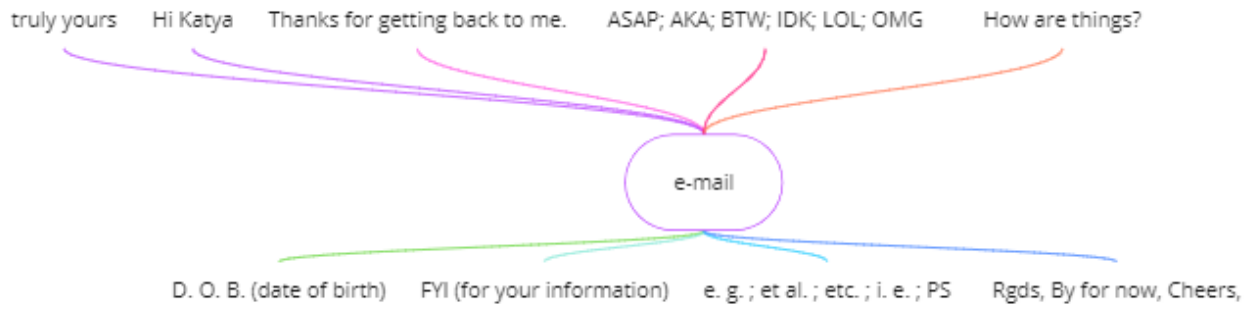 truly yours
Hi Katya
Thanks for getting back to me.
ASAP; AKA; BTW; IDK; LOL; OMG
How are things?
e-mail
D. O. B. (date of birth)
FYI (for your information)
e. g. ; et al. ; etc. ; i. e. ; PS
Rgds, By for now, Cheers,